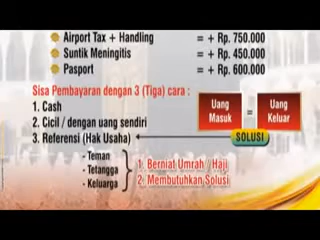 Airport Tax + Handling = + Rp. 750.000
Suntik Meningitis = + Rp. 450.000
Pasport = + Rp. 600.000
Sisa Pembayaran dengan 3 (Tiga) cara :
1. Cash
2. Cicil / dengan uang sendiri
3. Referensi (Hak Usaha)
Uang Masuk = Uang Keluar
SOLUSI
- Teman
- Tetangga
- Keluarga
1. Berniat Umrah / Haji
2. Membutuhkan Solusi